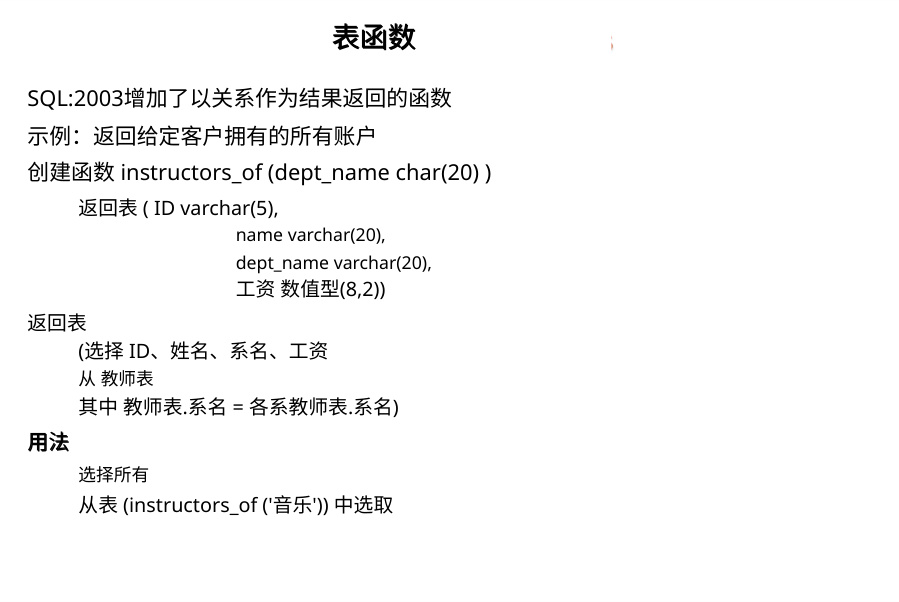 表函数
SQL:2003增加了以关系作为结果返回的函数
示例：返回给定客户拥有的所有账户
创建函数 instructors_of (dept_name char(20) )
返回表 ( ID varchar(5),
name varchar(20),
dept_name varchar(20),
工资 数值型(8,2))
返回表
(选择 ID、姓名、系名、工资
从 教师表
其中 教师表.系名 = 各系教师表.系名)
用法
选择所有
从表 (instructors_of ('音乐')) 中选取